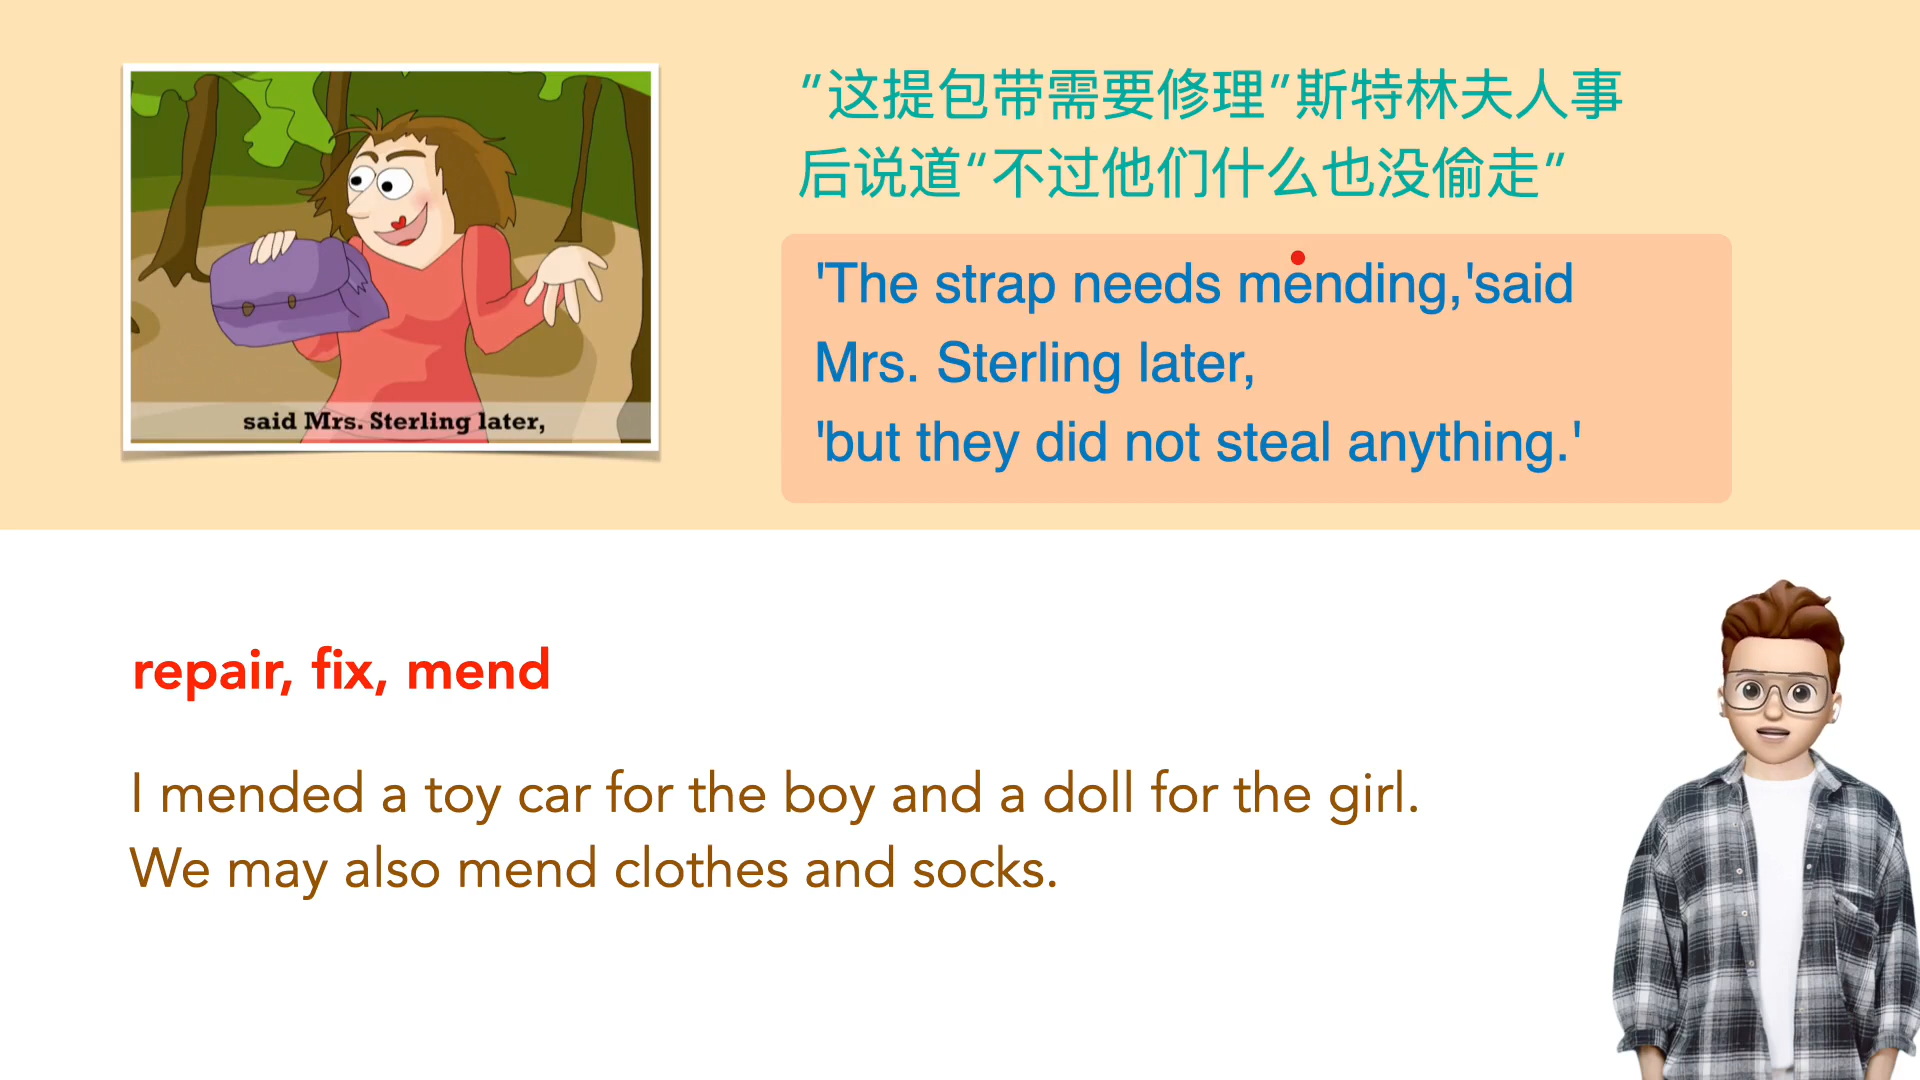 "这提包带需要修理"斯特林夫人事
后说道"不过他们什么也没偷走"
'The strap needs mending,'said
Mrs. Sterling later,
'but they did not steal anything.'
said Mrs. Sterling later,
repair, fix, mend
I mended a toy car for the boy and a doll for the girl.
We may also mend clothes and socks.